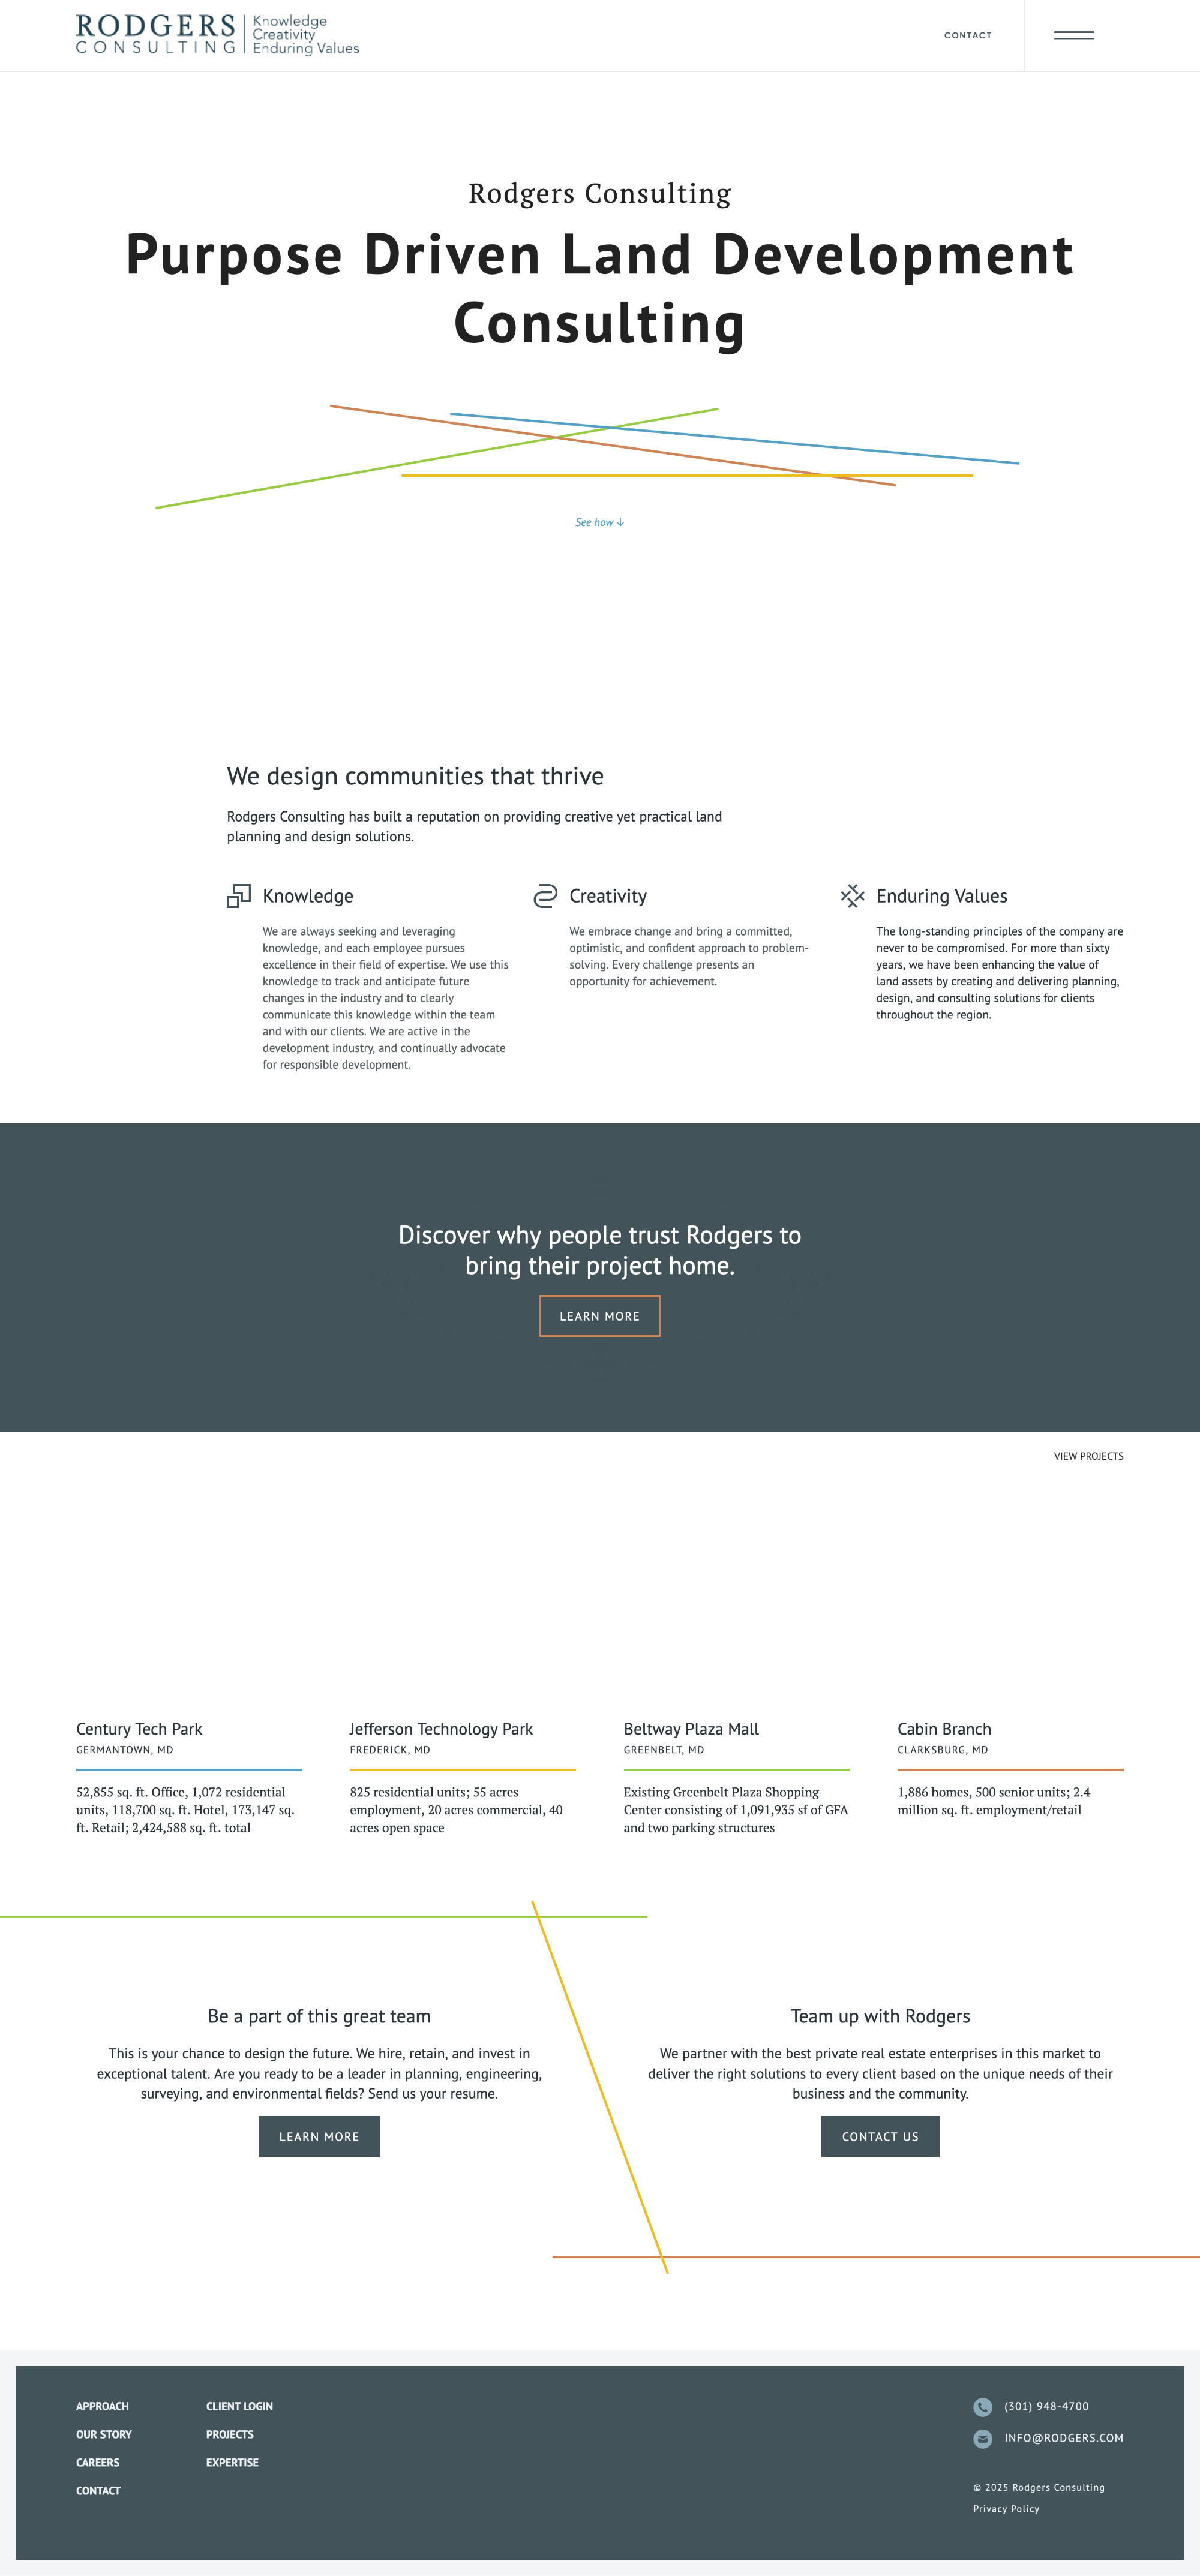 RODGERS
CONSULTING
Knowledge
Creativity
Enduring Values
CONTACT
Rodgers Consulting
Purpose Driven Land Development
Consulting
See how ↓
We design communities that thrive
Rodgers Consulting has built a reputation on providing creative yet practical land
planning and design solutions.
Knowledge
We are always seeking and leveraging
knowledge, and each employee pursues
excellence in their field of expertise. We use this
knowledge to track and anticipate future
changes in the industry and to clearly
communicate this knowledge within the team
and with our clients. We are active in the
development industry, and continually advocate
for responsible development.
Creativity
We embrace change and bring a committed,
optimistic, and confident approach to problem-
solving. Every challenge presents an
opportunity for achievement.
Enduring Values
The long-standing principles of the company are
never to be compromised. For more than sixty
years, we have been enhancing the value of
land assets by creating and delivering planning,
design, and consulting solutions for clients
throughout the region.
Discover why people trust Rodgers to
bring their project home.
LEARN MORE
VIEW PROJECTS
Century Tech Park
GERMANTOWN, MD
52,855 sq. ft. Office, 1,072 residential
units, 118,700 sq. ft. Hotel, 173,147 sq.
ft. Retail; 2,424,588 sq. ft. total
Jefferson Technology Park
FREDERICK, MD
825 residential units; 55 acres
employment, 20 acres commercial, 40
acres open space
Beltway Plaza Mall
GREENBELT, MD
Existing Greenbelt Plaza Shopping
Center consisting of 1,091,935 sf of GFA
and two parking structures
Cabin Branch
CLARKSBURG, MD
1,886 homes, 500 senior units; 2.4
million sq. ft. employment/retail
Be a part of this great team
This is your chance to design the future. We hire, retain, and invest in
exceptional talent. Are you ready to be a leader in planning, engineering,
surveying, and environmental fields? Send us your resume.
LEARN MORE
Team up with Rodgers
We partner with the best private real estate enterprises in this market to
deliver the right solutions to every client based on the unique needs of their
business and the community.
CONTACT US
APPROACH
OUR STORY
CAREERS
CONTACT
CLIENT LOGIN
PROJECTS
EXPERTISE
(301) 948-4700
INFO@RODGERS.COM
© 2025 Rodgers Consulting
Privacy Policy